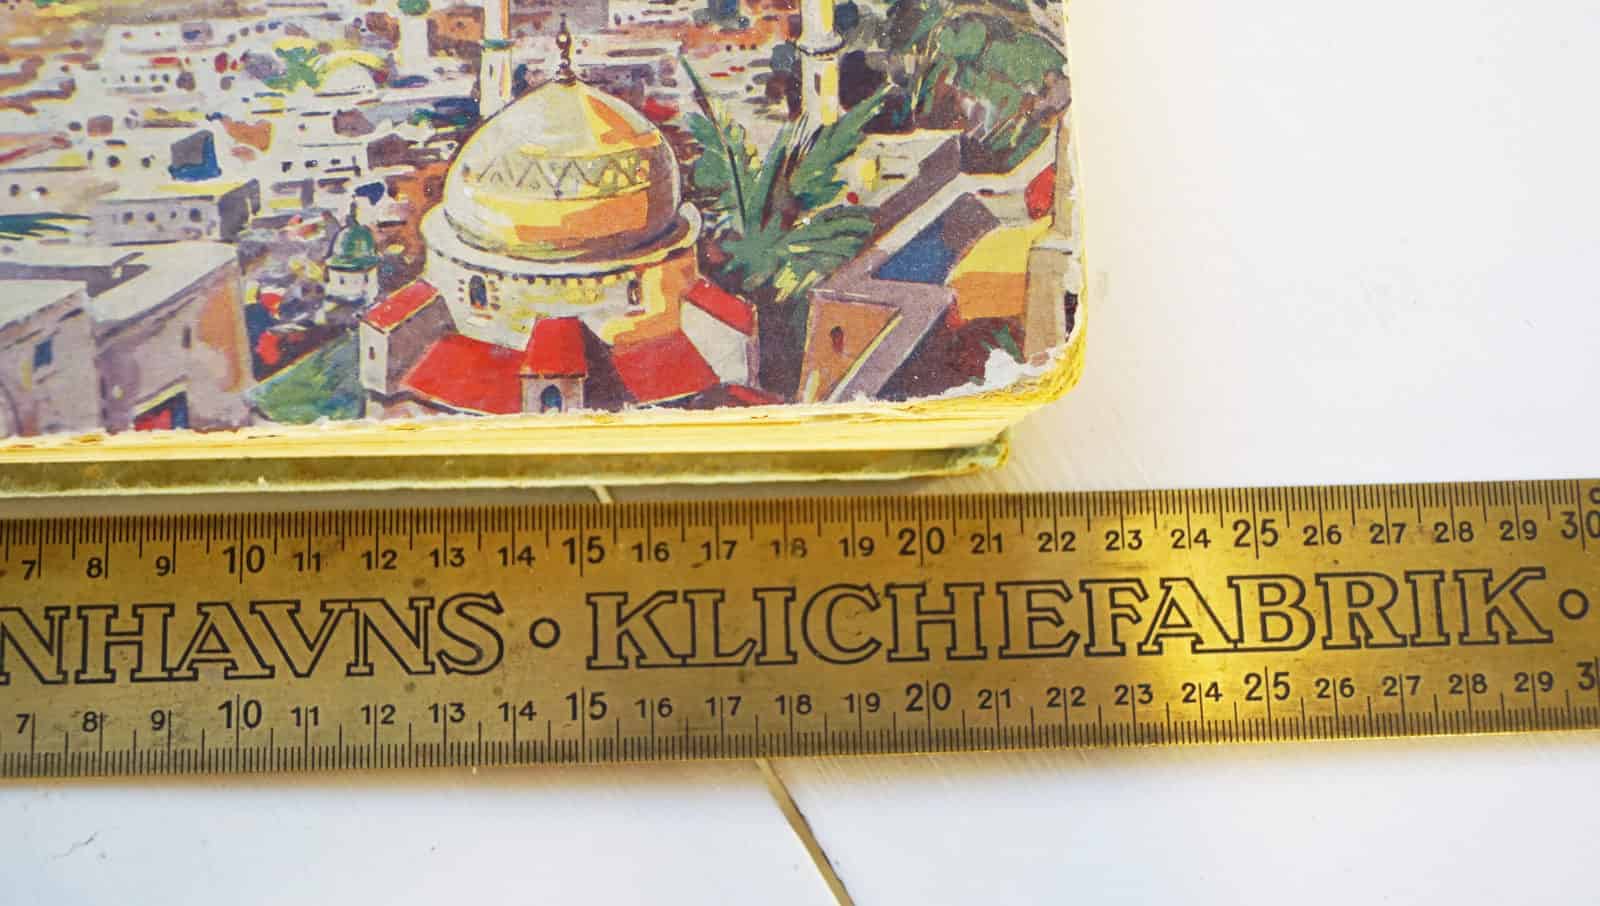 7 8 9 10 11 12 13 14 15 16 17 18 19 20 21 22 23 24 25 26 27 28 29 30
NHAVNS • KLICHEFABRIK •
7 8 9 10 11 12 13 14 15 16 17 18 19 20 21 22 23 24 25 26 27 28 29 3